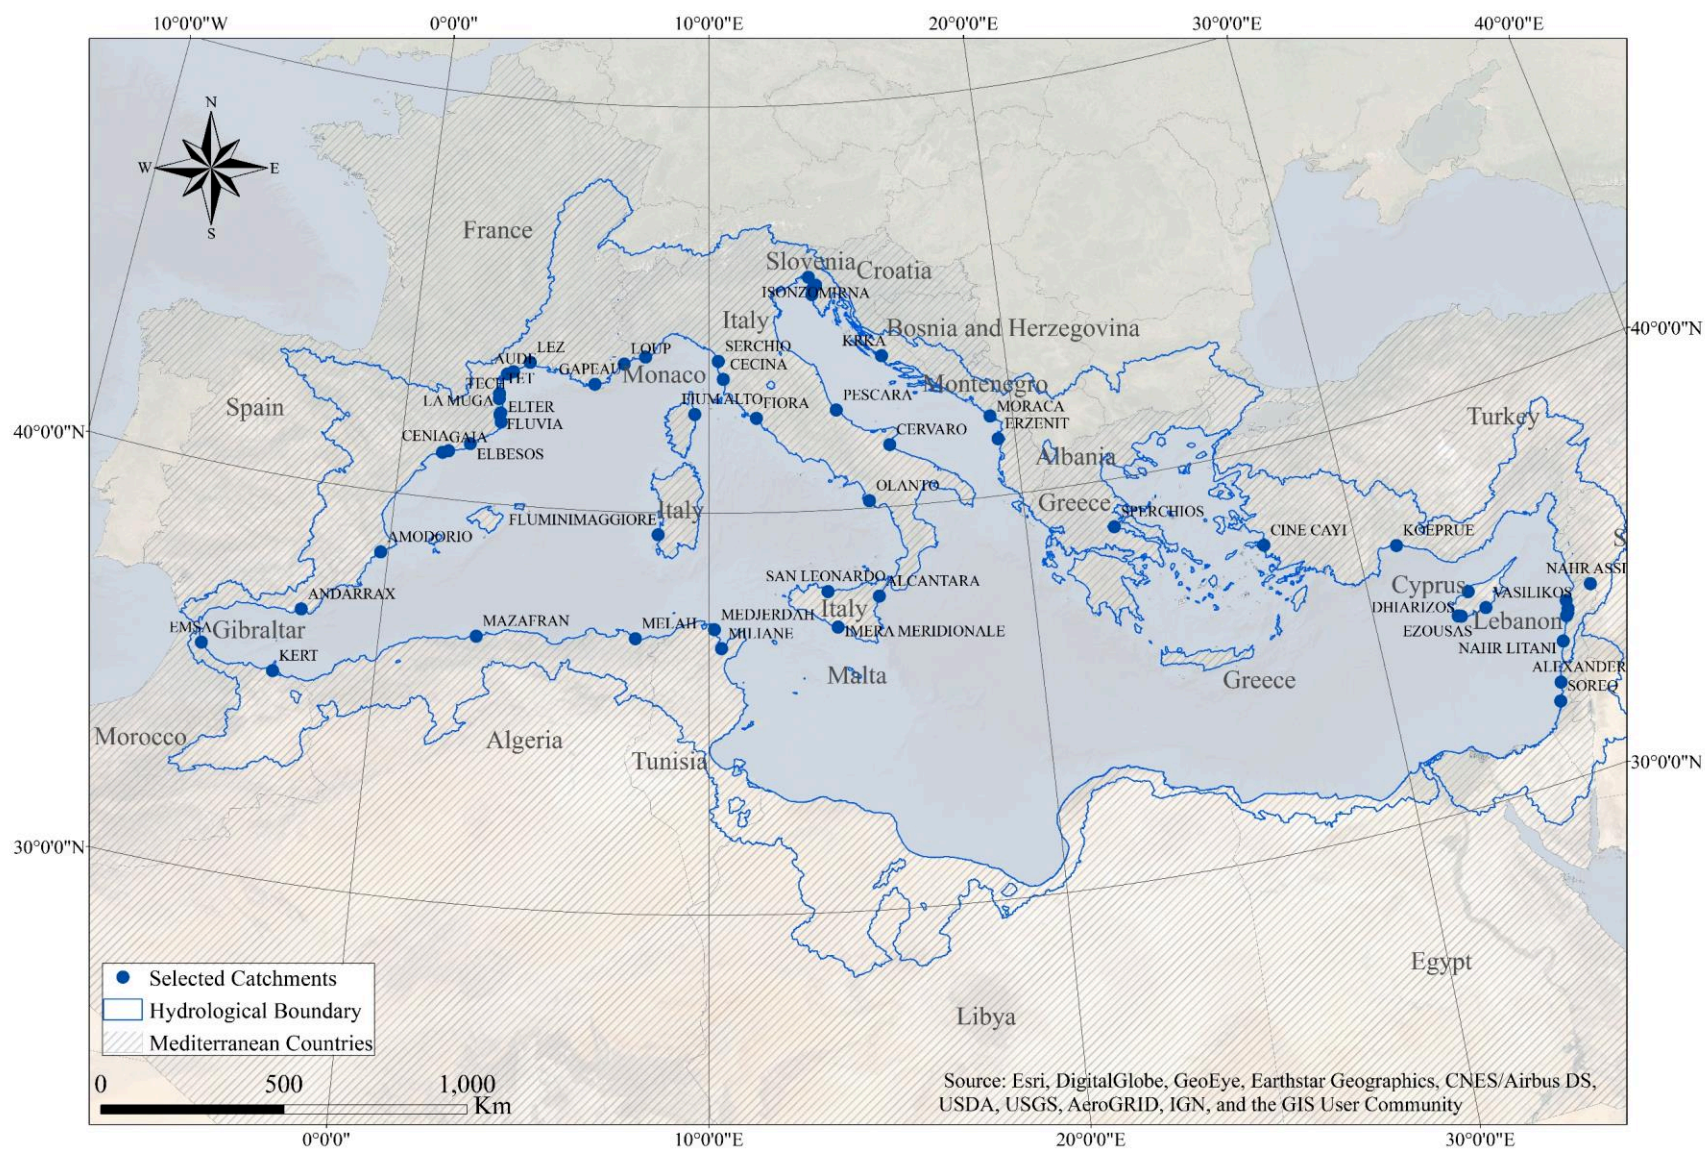 10°0'0"W
0°0'0"
10°0'0"E
20°0'0"E
30°0'0"E
40°0'0"E
N
W
E
S
France
Slovenia
Croatia
ISONZO
MIRNA
Italy
Bosnia and Herzegovina
40°0'0"N
KRKA
LEZ
AUDE
LOUP
SERCHIO
TET
GAPEAU
CECINA
TECH
Monaco
Montenegro
LA MUGA
FIUMALTO
FIORA
PESCARA
MORACA
Spain
ELTER
FLUVIA
ERZENIT
Turkey
40°0'0"N
CENIA
GAIA
CERVARO
ELBESOS
Albania
OLANTO
Greece
FLUMINIMAGGIORE
Italy
SPERCHIOS
AMODORIO
CINE CAYI
KOEPRUE
S
NAHR ASSI
SAN LEONARDO
ALCANTARA
Cyprus
VASILIKOS
ANDARRAX
Italy
DHIARIZOS
EMSA
Gibraltar
MAZAFRAN
MELAH
MEDJERDAH
MILIANE
IMERA MERIDIONALE
EZOUSAS
Lebanon
KERT
NAHR LITANI
Malta
Greece
ALEXANDER
SOREQ
Morocco
Algeria
Tunisia
30°0'0"N
30°0'0"N
Egypt
Libya
Selected Catchments
Hydrological Boundary
Mediterranean Countries
0
500
1,000
Km
Source: Esri, DigitalGlobe, GeoEye, Earthstar Geographics, CNES/Airbus DS,
USDA, USGS, AeroGRID, IGN, and the GIS User Community
0°0'0"
10°0'0"E
20°0'0"E
30°0'0"E